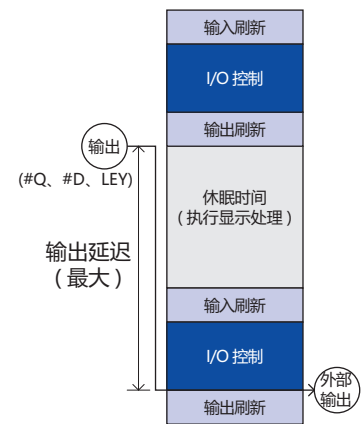 输入刷新
I/O 控制
输出刷新
输出
(#Q、#D、LEY)
休眠时间
（执行显示处理）
输出延迟
（最大）
输入刷新
I/O 控制
外部
输出
输出刷新